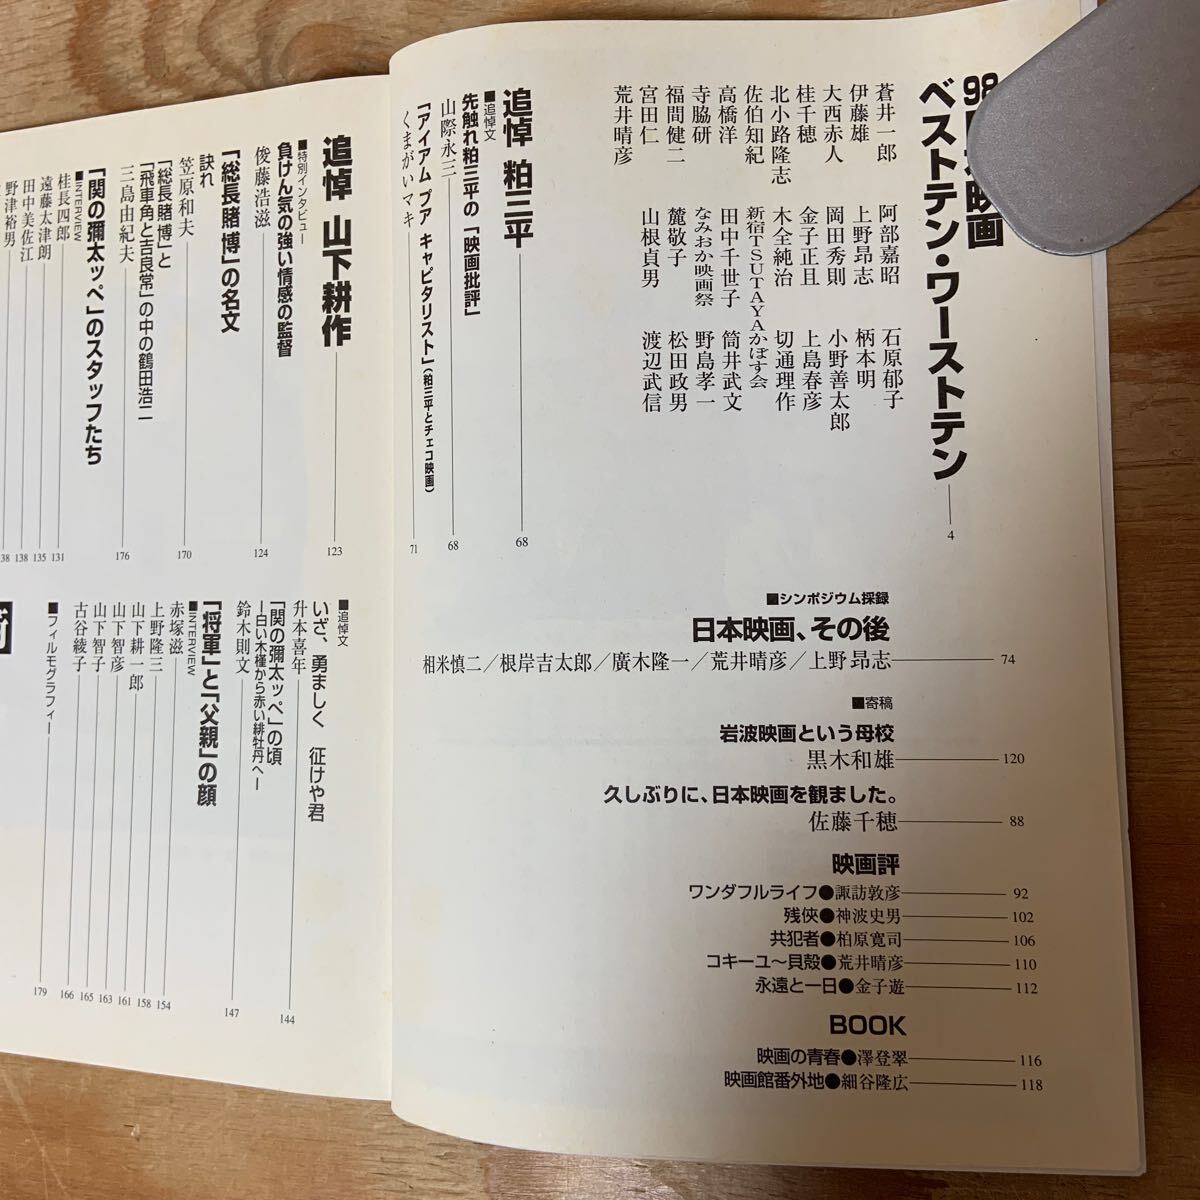 98
映画
ベストテン・ワーストテン 4
蒼井一郎 阿部嘉昭 石原郁子
伊藤雄 上野昂志 柄本明
大西赤人 岡田秀則 小野善太郎
桂千穂 金子正且 上島春彦
北小路隆志 木全純治 切通理作
佐伯知紀 新宿TSUTAYAかぼす会
高橋洋 田中千世子 筒井武文
寺脇研 なみおか映画祭 野島孝一
福間健二 麓敬子 松田政男
宮田仁 山根貞男 渡辺武信
荒井晴彦
追悼 粕三平 68
■追悼文
先触れ粕三平の「映画批評」
山際永三 68
「アイアム プア キャピタリスト」(粕三平とチェコ映画)
くまがいマキ 71
■シンポジウム採録
日本映画、その後
相米慎二/根岸吉太郎/廣木隆一/荒井晴彦/上野昂志 74
■寄稿
岩波映画という母校
黒木和雄 120
久しぶりに、日本映画を観ました。
佐藤千穂 88
映画評
ワンダフルライフ●諏訪敦彦 92
残侠●神波史男 102
共犯者●柏原寛司 106
コキーユ〜貝殻●荒井晴彦 110
永遠と一日●金子遊 112
BOOK
映画の青春●澤登翠 116
映画館番外地●細谷隆広 118
追悼 山下耕作 123
■特別インタビュー
負けん気の強い情感の監督
俊藤浩滋 124
「総長賭博」の名文
訣れ
笠原和夫 170
「総長賭博」と
「飛車角と吉良常」の中の鶴田浩二
三島由紀夫 176
「関の彌太ッペ」のスタッフたち
■INTERVIEW
桂長四郎 131
遠藤太津朗 135
田中美佐江 138
野津裕男 138
■追悼文
いざ、勇ましく 征けや君
升本喜年 144
「関の彌太ッペ」の頃
ー白い木槿から赤い緋牡丹へー
鈴木則文 147
「将軍」と「父親」の顔
■INTERVIEW
赤塚滋 154
上野隆三 158
山下耕一郎 161
山下智彦 163
山下智子 165
古谷綾子 166
■フィルモグラフィー 179